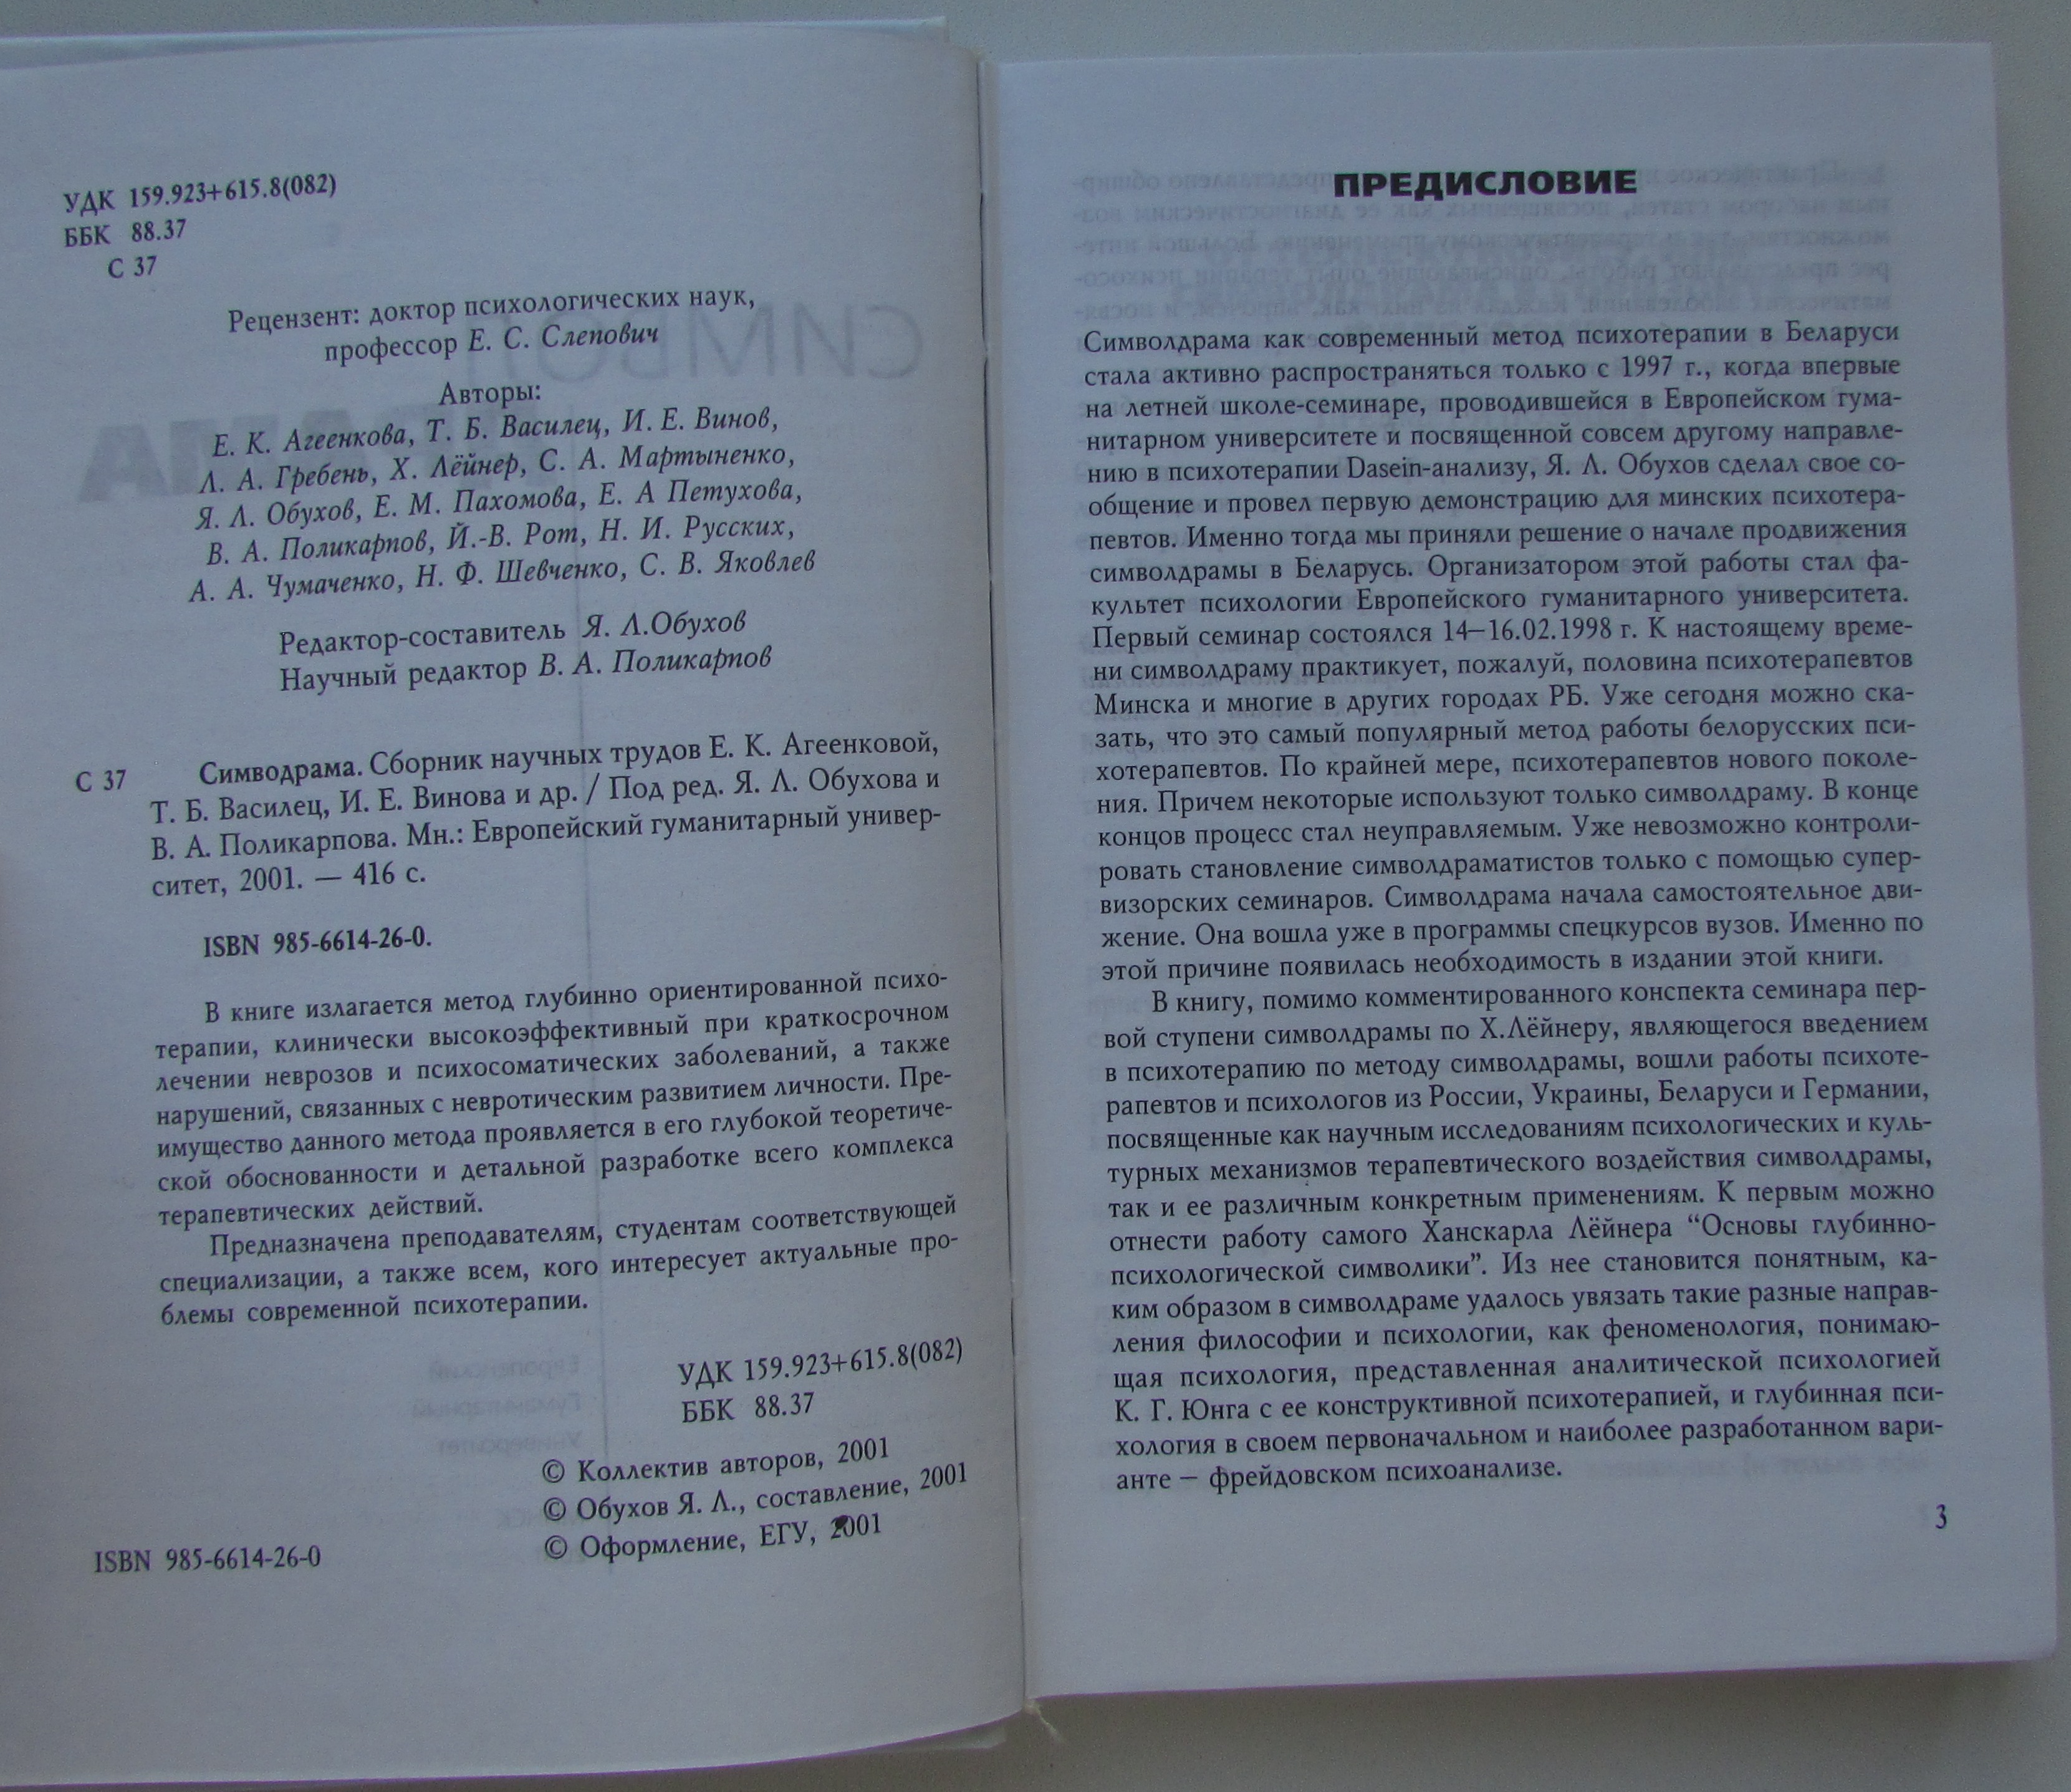 УДК 159.923+615.8(082)
ББК 88.37
С 37
Рецензент: доктор психологических наук,
профессор Е. С. Слепович
Авторы:
Е. К. Агеенкова, Т. Б. Василец, И. Е. Винов,
Л. А. Гребень, Х. Лёйнер, С. А. Мартыненко,
Я. Л. Обухов, Е. М. Пахомова, Е. А Петухова,
В. А. Поликарпов, Й.-В. Рот, Н. И. Русских,
А. А. Чумаченко, Н. Ф. Шевченко, С. В. Яковлев
Редактор-составитель Я. Л.Обухов
Научный редактор В. А. Поликарпов
С 37 Символрама. Сборник научных трудов Е. К. Агеенковой,
Т. Б. Василец, И. Е. Винова и др. / Под ред. Я. Л. Обухова и
В. А. Поликарпова. Мн.: Европейский гуманитарный универ-
ситет, 2001. — 416 с.
ISBN 985-6614-26-0.
В книге излагается метод глубинно ориентированной психо-
терапии, клинически высокоэффективный при краткосрочном
лечении неврозов и психосоматических заболеваний, а также
нарушений, связанных с невротическим развитием личности. Пре-
имущество данного метода проявляется в его глубокой теоретиче-
ской обоснованности и детальной разработке всего комплекса
терапевтических действий.
Предназначена преподавателям, студентам соответствующей
специализации, а также всем, кого интересует актуальные про-
блемы современной психотерапии.
УДК 159.923+615.8(082)
ББК 88.37
© Коллектив авторов, 2001
© Обухов Я. Л., составление, 2001
© Оформление, ЕГУ, 2001
ISBN 985-6614-26-0
ПРЕДИСЛОВИЕ
Символдрама как современный метод психотерапии в Беларуси
стала активно распространяться только с 1997 г., когда впервые
на летней школе-семинаре, проводившейся в Европейском гума-
нитарном университете и посвященной совсем другому направле-
нию в психотерапии Dasein-анализу, Я. Л. Обухов сделал свое со-
общение и провел первую демонстрацию для минских психотера-
певтов. Именно тогда мы приняли решение о начале продвижения
символдрамы в Беларусь. Организатором этой работы стал фа-
культет психологии Европейского гуманитарного университета.
Первый семинар состоялся 14—16.02.1998 г. К настоящему време-
ни символдраму практикует, пожалуй, половина психотерапевтов
Минска и многие в других городах РБ. Уже сегодня можно ска-
зать, что это самый популярный метод работы белорусских пси-
хотерапевтов. По крайней мере, психотерапевтов нового поколе-
ния. Причем некоторые используют только символдраму. В конце
концов процесс стал неуправляемым. Уже невозможно контроли-
ровать становление символдраматистов только с помощью супер-
визорских семинаров. Символдрама начала самостоятельное дви-
жение. Она вошла уже в программы спецкурсов вузов. Именно по
этой причине появилась необходимость в издании этой книги.
В книгу, помимо комментированного конспекта семинара пер-
вой ступени символдрамы по Х.Лёйнеру, являющегося введением
в психотерапию по методу символдрамы, вошли работы психоте-
рапевтов и психологов из России, Украины, Беларуси и Германии,
посвященные как научным исследованиям психологических и куль-
турных механизмов терапевтического воздействия символдрамы,
так и ее различным конкретным применениям. К первым можно
отнести работу самого Ханскарла Лёйнера “Основы глубинно-
психологической символики”. Из нее становится понятным, ка-
ким образом в символдраме удалось увязать такие разные направ-
ления философии и психологии, как феноменология, понимаю-
щая психология, представленная аналитической психологией
К. Г. Юнга с ее конструктивной психотерапией, и глубинная пси-
хология в своем первоначальном и наиболее разработанном вари-
анте — фрейдовском психоанализе.
3